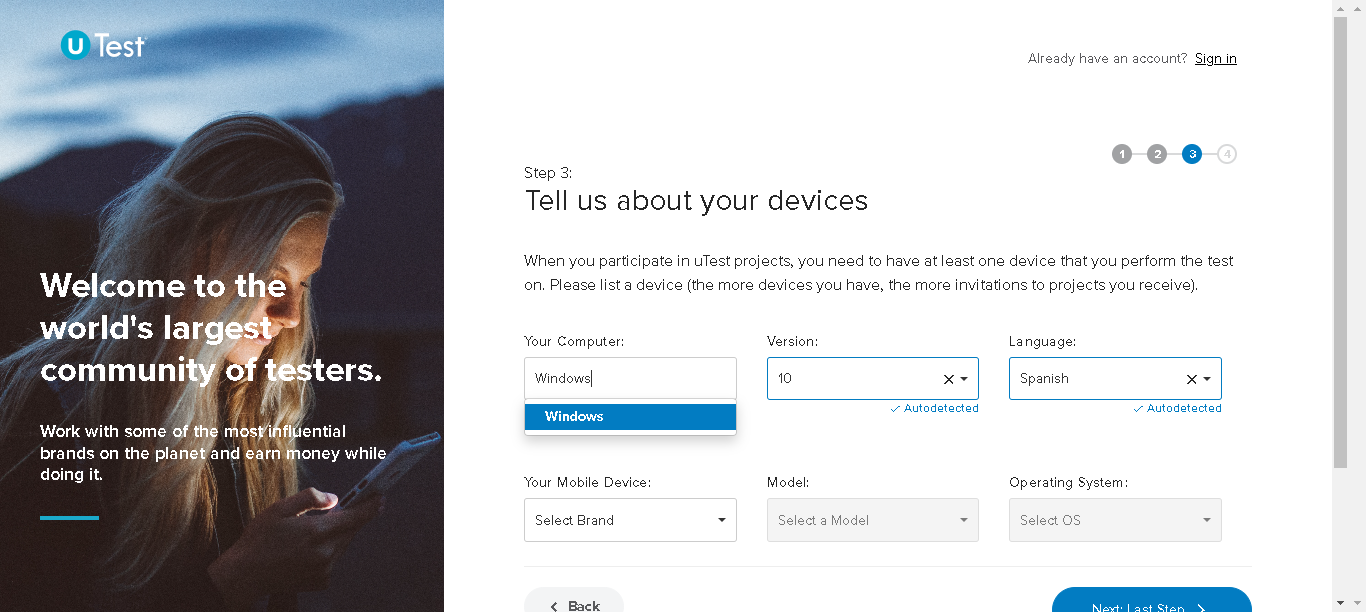 U Test
Welcome to the
world's largest
community of testers.
Work with some of the most influential
brands on the planet and earn money while
doing it.
Already have an account? Sign in
1 2 3 4
Step 3:
Tell us about your devices
When you participate in uTest projects, you need to have at least one device that you perform the test
on. Please list a device (the more devices you have, the more invitations to projects you receive).
Your Computer: Version: Language:
Windows 10 Spanish
Autodetected Autodetected
Windows
Your Mobile Device: Model: Operating System:
Select Brand Select a Model Select OS
Back Next: Last Step